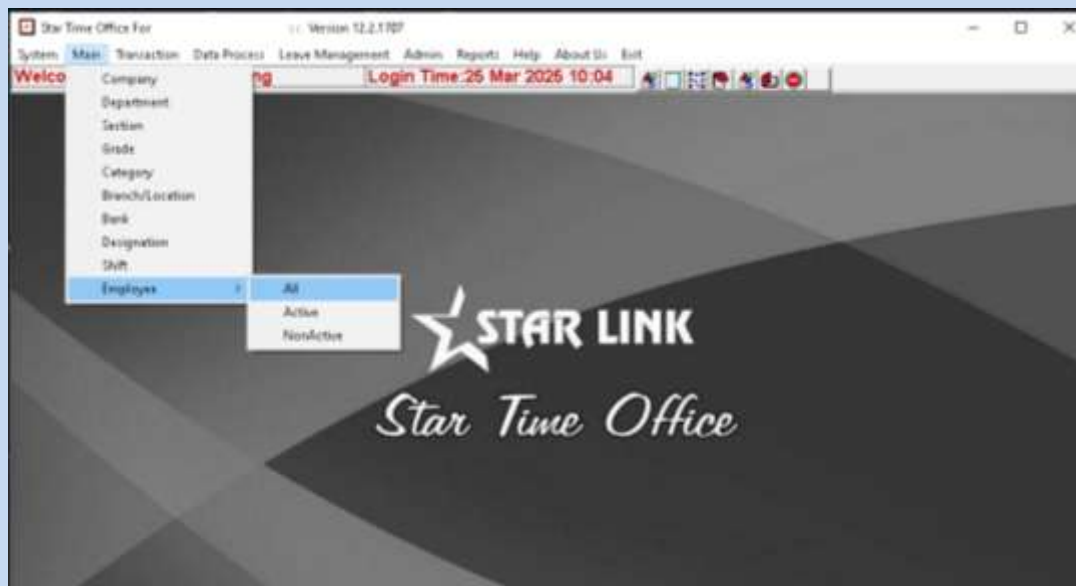 Star Time Office For Version 12.2.1707
System Main Transaction Data Process Leave Management Admin Reports Help About Us Exit
Welco ng Login Time:25 Mar 2025 10:04
Company
Department
Section
Grade
Category
Branch/Location
Bank
Designation
Shift
Employee
All
Active
NonActive
STAR LINK
Star Time Office